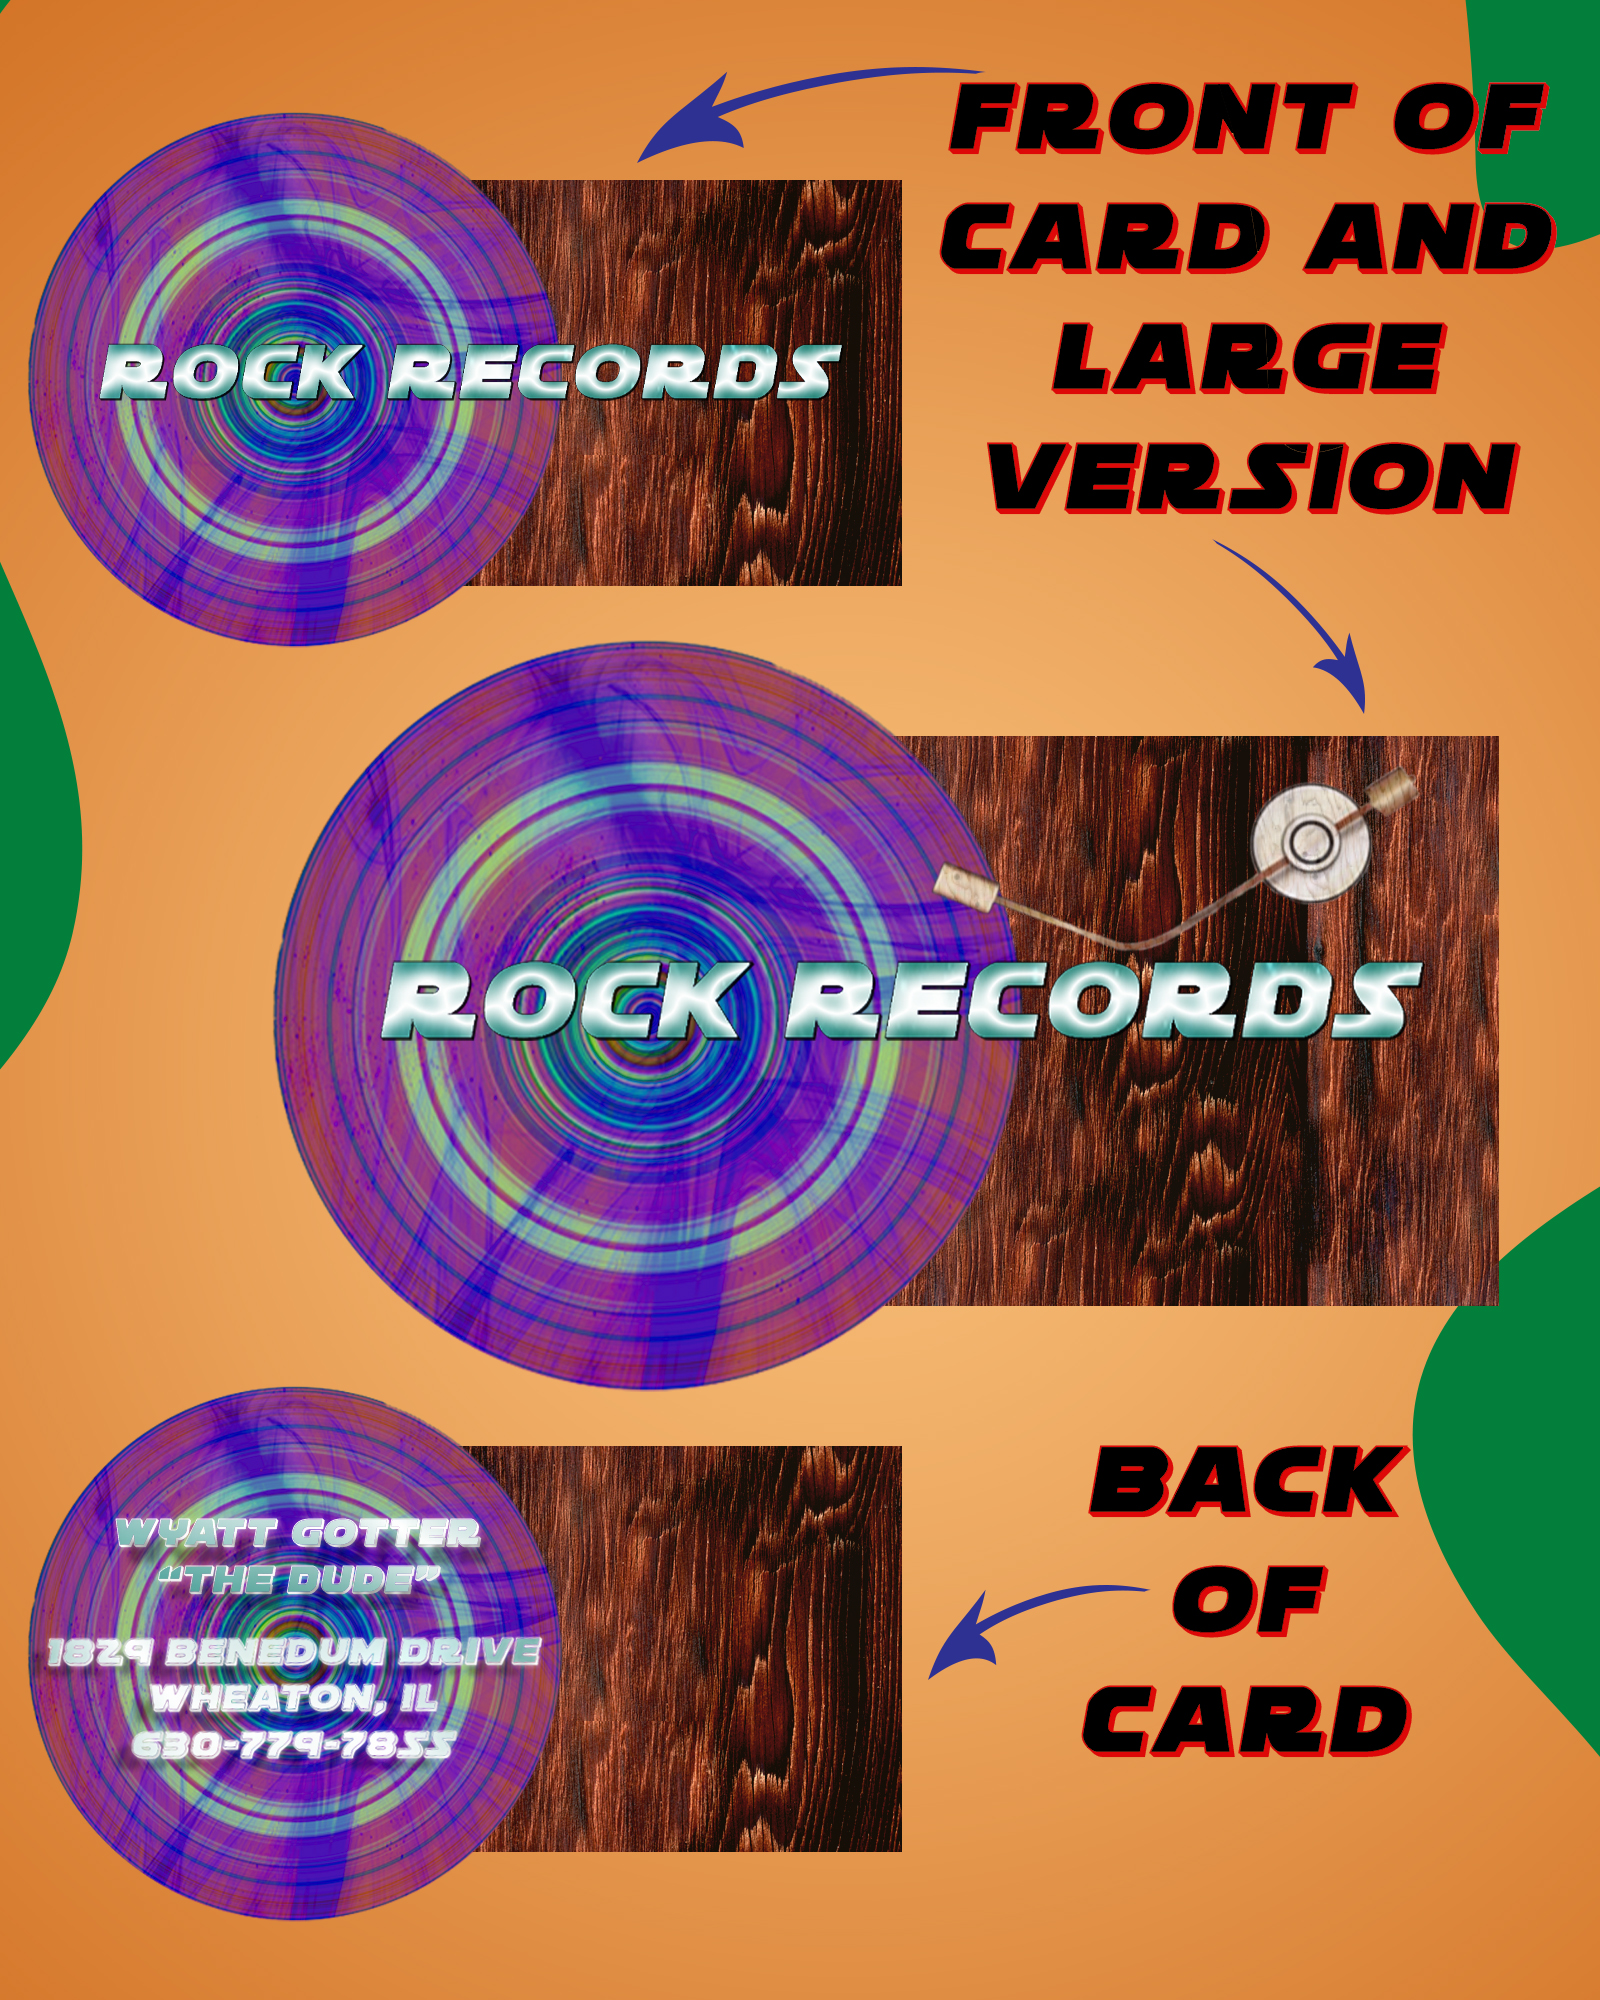 FRONT OF
CARD AND
LARGE
VERSION
ROCK RECORDS
ROCK RECORDS
WYATT GOTTER
“THE DUDE”
1829 BENEDUM DRIVE
WHEATON, IL
630-779-7855
BACK
OF
CARD